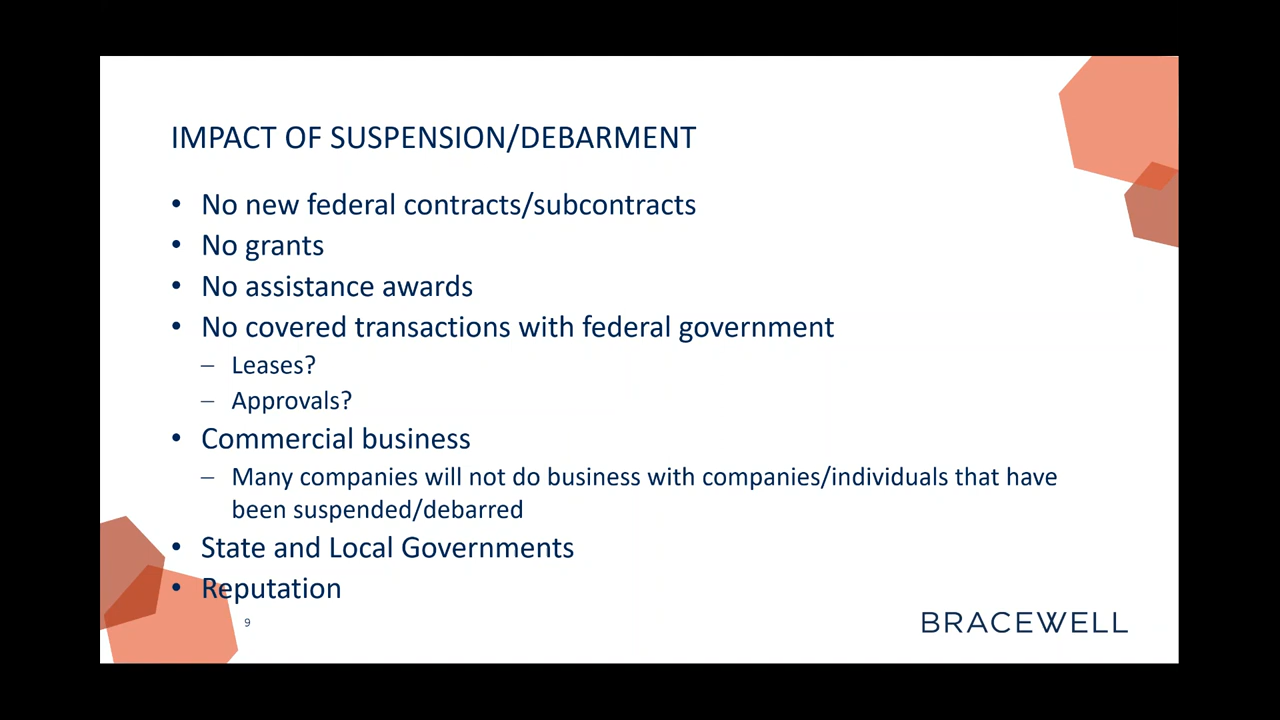 IMPACT OF SUSPENSION/DEBARMENT
• No new federal contracts/subcontracts
• No grants
• No assistance awards
• No covered transactions with federal government
– Leases?
– Approvals?
• Commercial business
– Many companies will not do business with companies/individuals that have
been suspended/debarred
• State and Local Governments
• Reputation
9
BRACEWELL